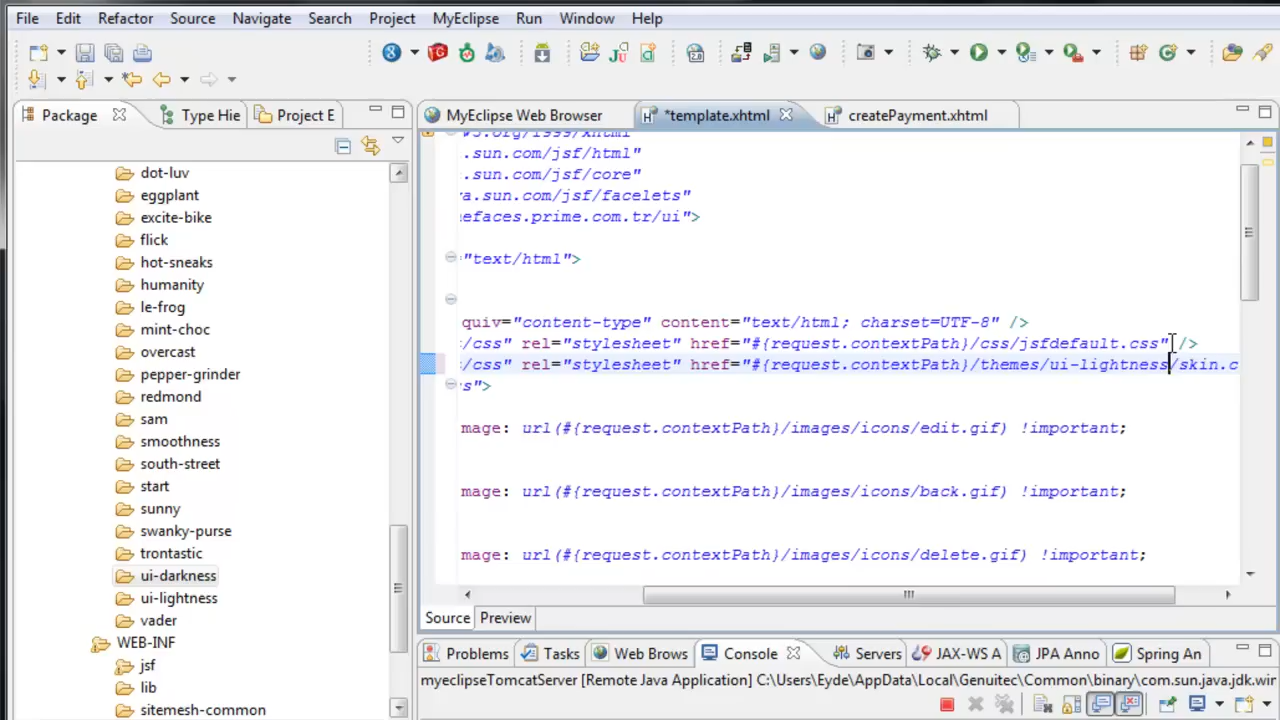 File Edit Refactor Source Navigate Search Project MyEclipse Run Window Help
Package Type Hie Project E
MyEclipse Web Browser *template.xhtml createPayment.xhtml
dot-luv
eggplant
excite-bike
flick
hot-sneaks
humanity
le-frog
mint-choc
overcast
pepper-grinder
redmond
sam
smoothness
south-street
start
sunny
swanky-purse
trontastic
ui-darkness
ui-lightness
vader
WEB-INF
jsf
lib
sitemesh-common
w3.org/1999/xhtml"
.sun.com/jsf/html"
.sun.com/jsf/core"
a.sun.com/jsf/facelets"
efaces.prime.com.tr/ui">
"text/html">
quiv="content-type" content="text/html; charset=UTF-8" />
/css" rel="stylesheet" href="#{request.contextPath}/css/jsfdefault.css" />
/css" rel="stylesheet" href="#{request.contextPath}/themes/ui-lightness/skin.c
s">
mage: url(#{request.contextPath}/images/icons/edit.gif) !important;
mage: url(#{request.contextPath}/images/icons/back.gif) !important;
mage: url(#{request.contextPath}/images/icons/delete.gif) !important;
Source Preview
Problems Tasks Web Brows Console Servers JAX-WS A JPA Anno Spring An
myeclipseTomcatServer [Remote Java Application] C:\Users\Eyde\AppData\Local\Genuitec\Common\binary\com.sun.java.jdk.wir